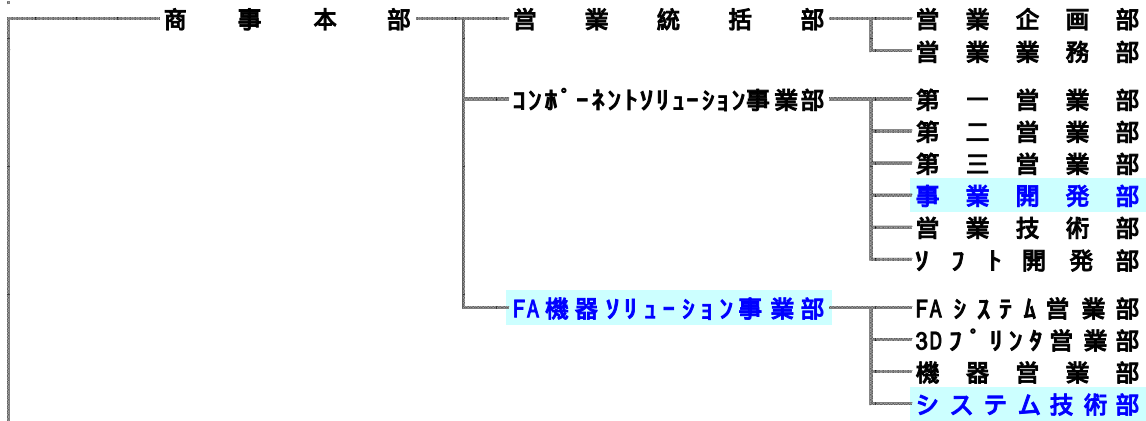 商事本部 営業統括部 営業企画部
営業業務部
コンポーネントソリューション事業部 第一営業部
第二営業部
第三営業部
事業開発部
営業技術部
ソフト開発部
FA機器ソリューション事業部 FAシステム営業部
3Dプリンタ営業部
機器営業部
システム技術部